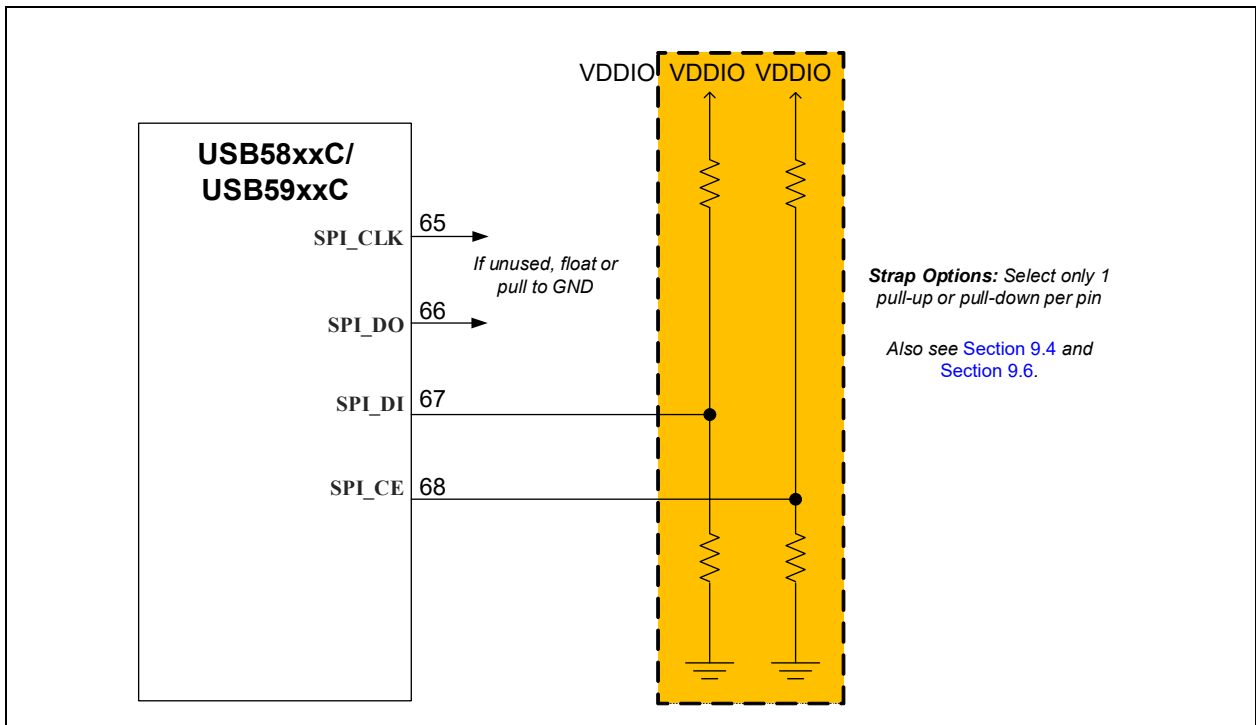 VDDIO VDDIO VDDIO
USB58xxC/
USB59xxC
SPI_CLK 65
If unused, float or
pull to GND
SPI_DO 66
SPI_DI 67
SPI_CE 68
Strap Options: Select only 1
pull-up or pull-down per pin
Also see Section 9.4 and
Section 9.6.